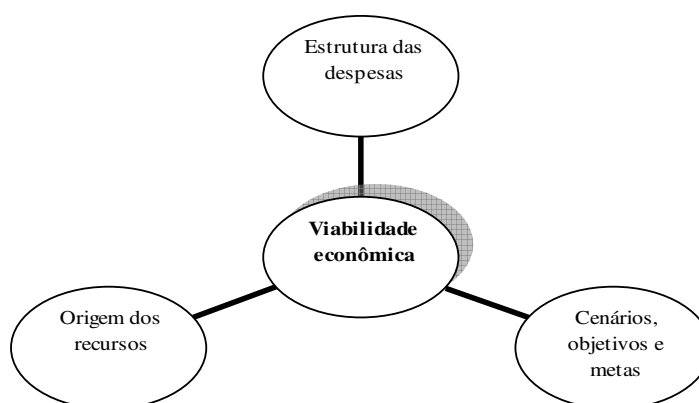 Estrutura das
despesas
Viabilidade
econômica
Origem dos
recursos
Cenários,
objetivos e
metas